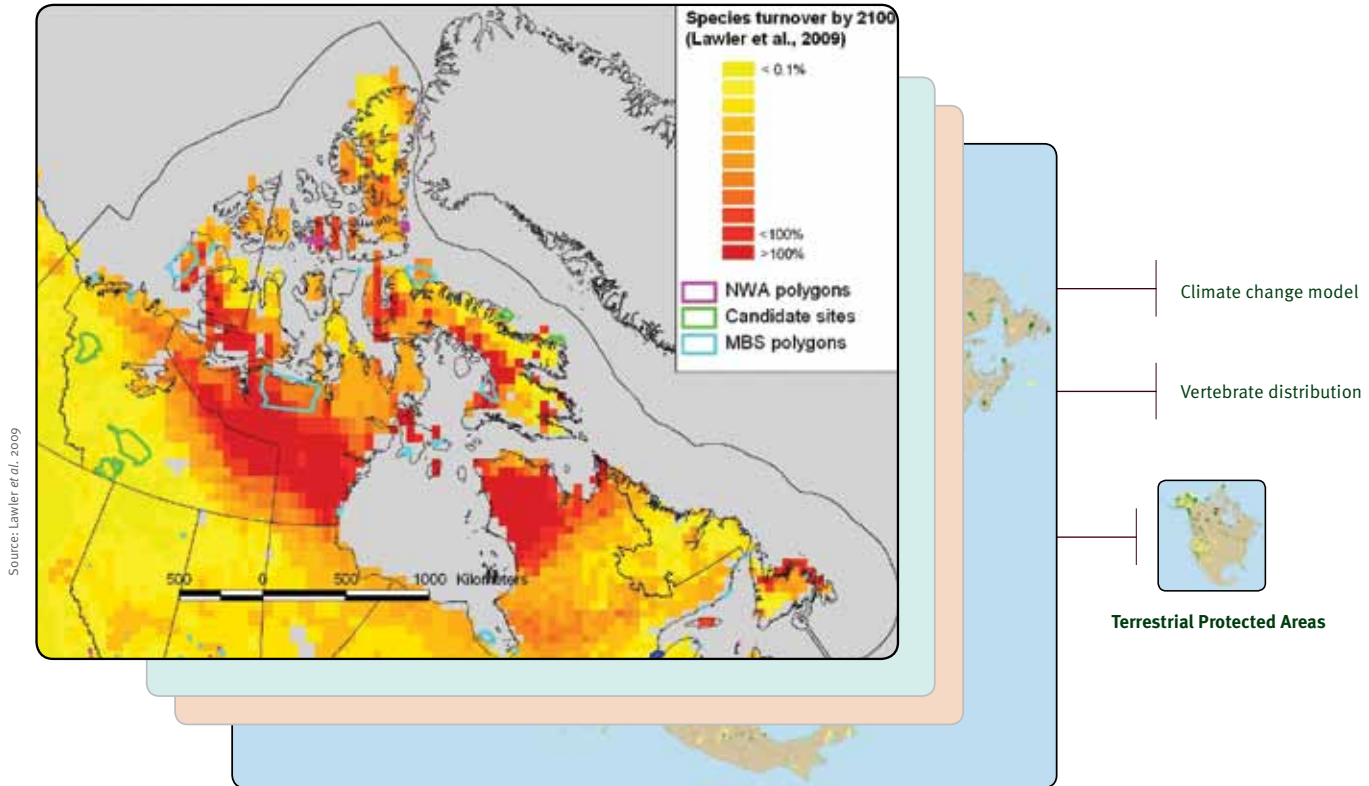 Species turnover by 2100
(Lawler et al., 2009)
< 0.1%
<100%
>100%
NWA polygons
Candidate sites
MBS polygons
500 0 500 1000 Kilometers
Source: Lawler et al. 2009
Climate change model
Vertebrate distribution
Terrestrial Protected Areas